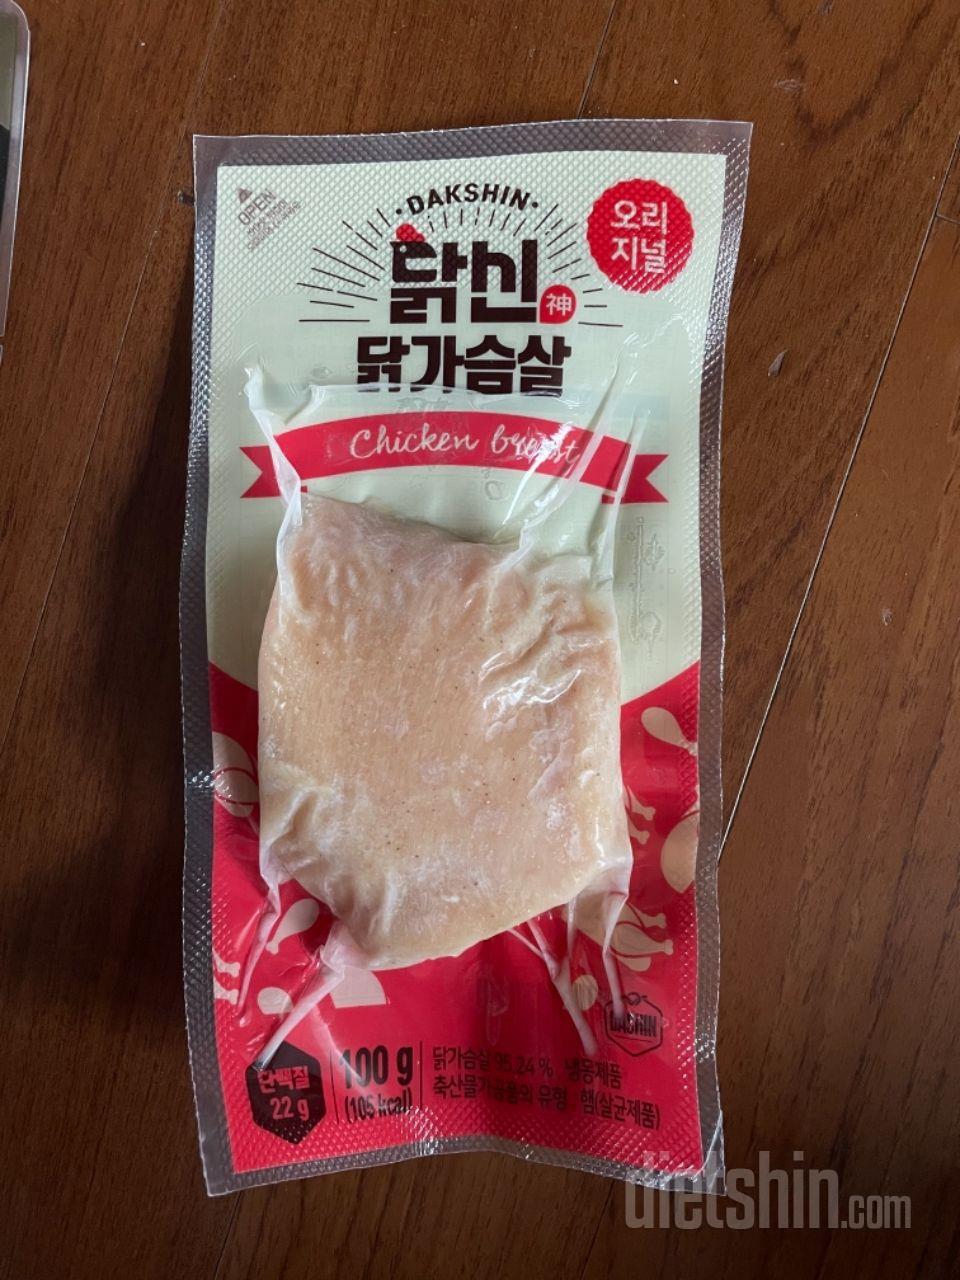 OPEN
DAKSHIN
오리
지널
닭신
神
닭가슴살
Chicken breast
DAKSHIN
단백질
22 g
100 g
(105 kcal)
닭가슴살 95.24 % 냉동제품
축산물가공품의 유형 햄(살균제품)
dietshin.com